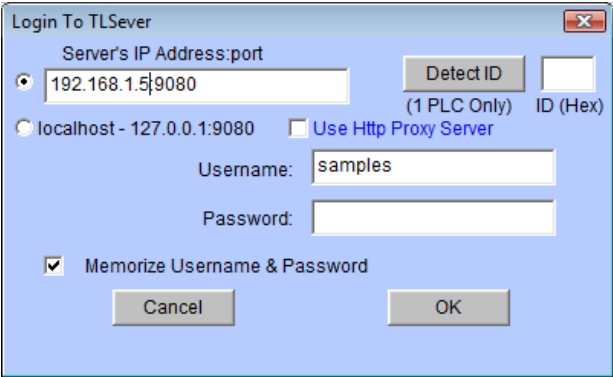 Login To TLSever
Server's IP Address:port
192.168.1.5:9080
Detect ID
(1 PLC Only) ID (Hex)
localhost - 127.0.0.1:9080 Use Http Proxy Server
Username: samples
Password:
Memorize Username & Password
Cancel OK